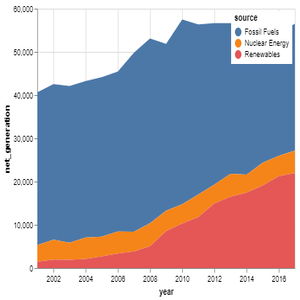 60,000
50,000
40,000
30,000
20,000
10,000
0
net_generation
source
Fossil Fuels
Nuclear Energy
Renewables
2002 2004 2006 2008 2010 2012 2014 2016
year